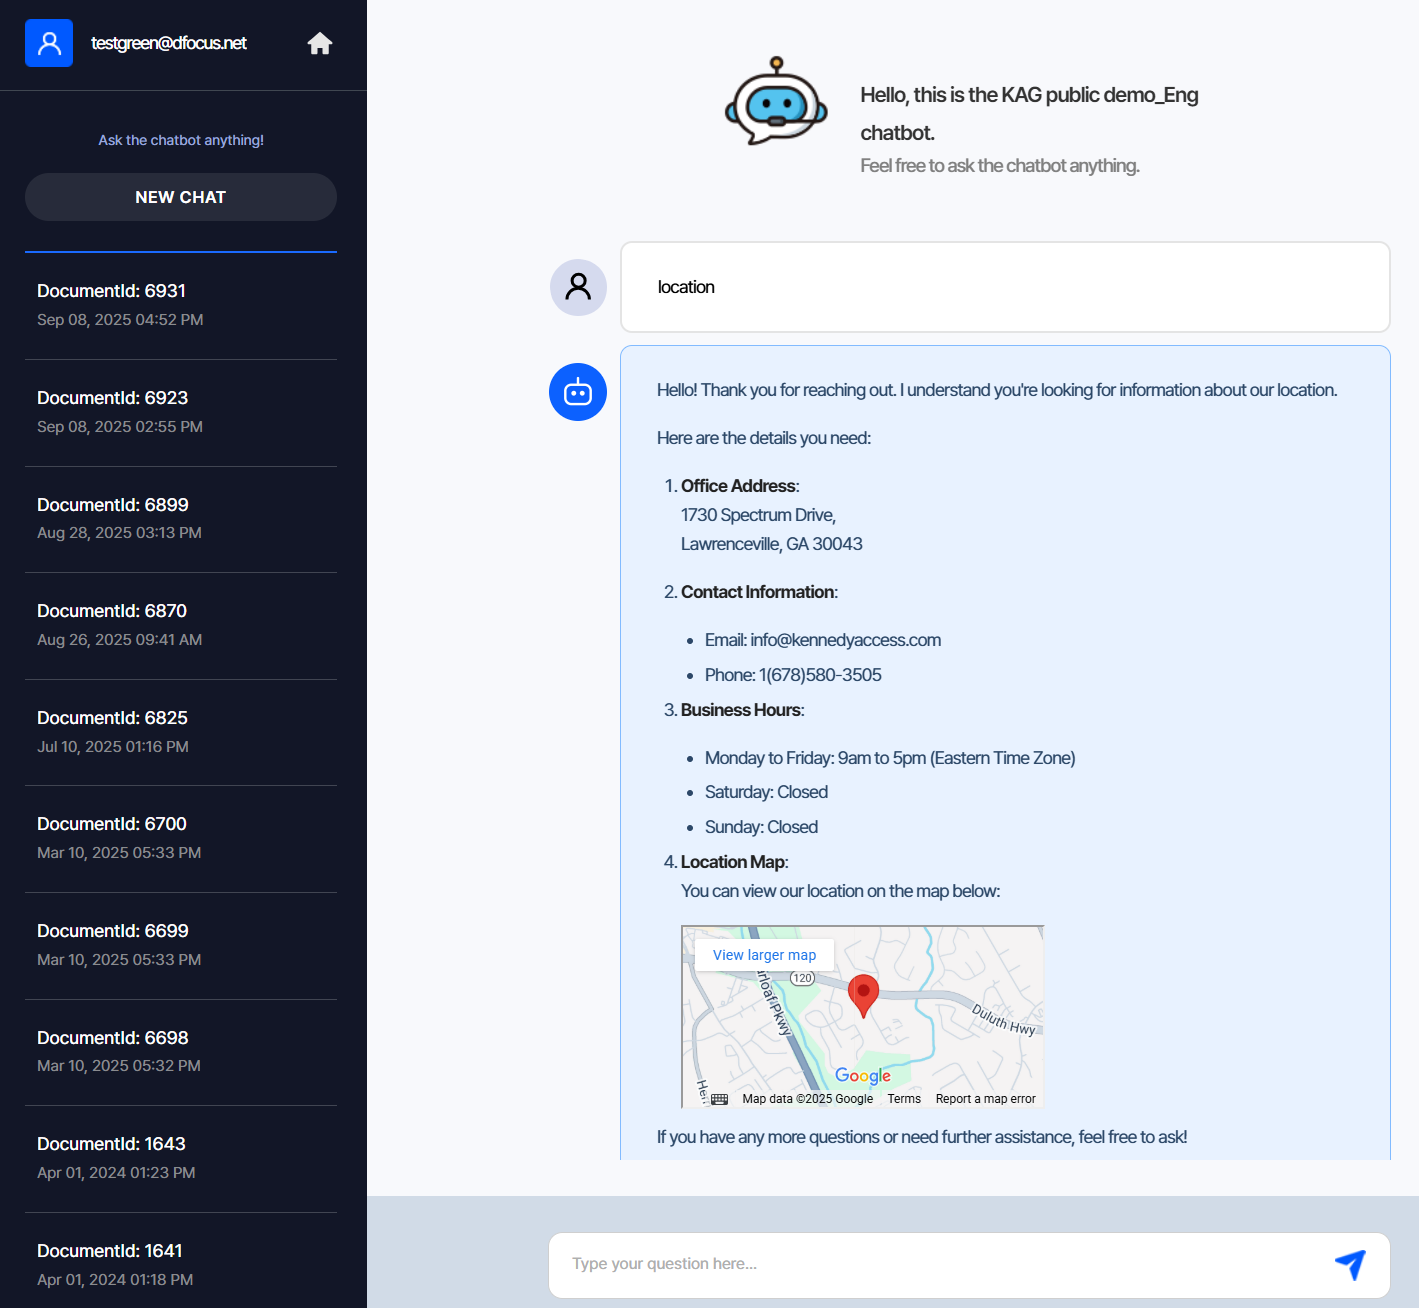 testgreen@dfocus.net
Ask the chatbot anything!
NEW CHAT
DocumentId: 6931
Sep 08, 2025 04:52 PM
DocumentId: 6923
Sep 08, 2025 02:55 PM
DocumentId: 6899
Aug 28, 2025 03:13 PM
DocumentId: 6870
Aug 26, 2025 09:41 AM
DocumentId: 6825
Jul 10, 2025 01:16 PM
DocumentId: 6700
Mar 10, 2025 05:33 PM
DocumentId: 6699
Mar 10, 2025 05:33 PM
DocumentId: 6698
Mar 10, 2025 05:32 PM
DocumentId: 1643
Apr 01, 2024 01:23 PM
DocumentId: 1641
Apr 01, 2024 01:18 PM
Hello, this is the KAG public demo_Eng
chatbot.
Feel free to ask the chatbot anything.
location
Hello! Thank you for reaching out. I understand you're looking for information about our location.
Here are the details you need:
1. Office Address:
1730 Spectrum Drive,
Lawrenceville, GA 30043
2. Contact Information:
• Email: info@kennedyaccess.com
• Phone: 1(678)580-3505
3. Business Hours:
• Monday to Friday: 9am to 5pm (Eastern Time Zone)
• Saturday: Closed
• Sunday: Closed
4. Location Map:
You can view our location on the map below:
View larger map
120
Pkwy
Duluth Hwy
Google
Map data ©2025 Google Terms Report a map error
If you have any more questions or need further assistance, feel free to ask!
Type your question here...